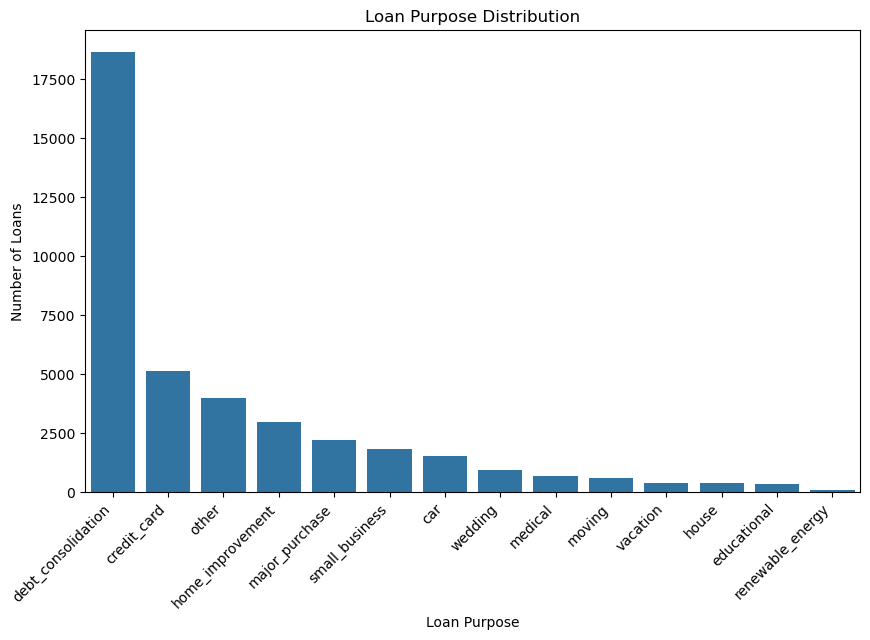 Loan Purpose Distribution
Number of Loans
17500
15000
12500
10000
7500
5000
2500
0
debt_consolidation
credit_card
other
home_improvement
major_purchase
small_business
car
wedding
medical
moving
vacation
house
educational
renewable_energy
Loan Purpose